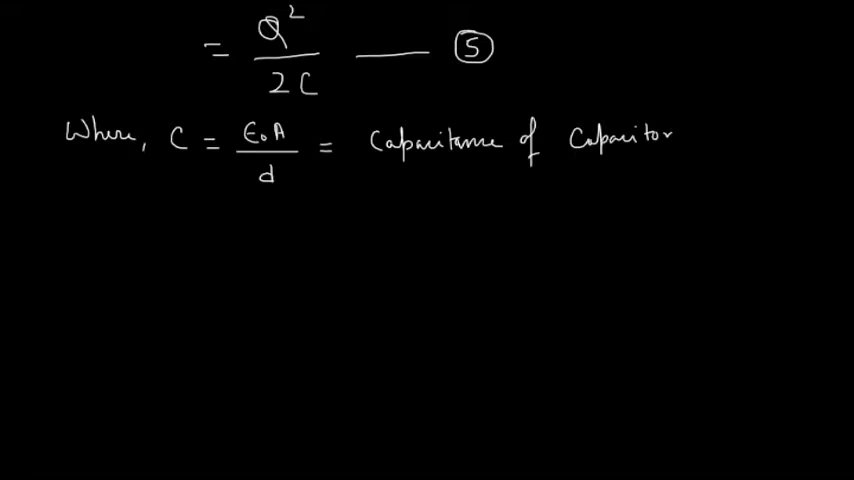 = Q²/2C —— ⑤
Where, C = ε₀A/d = Capacitance of Capacitor